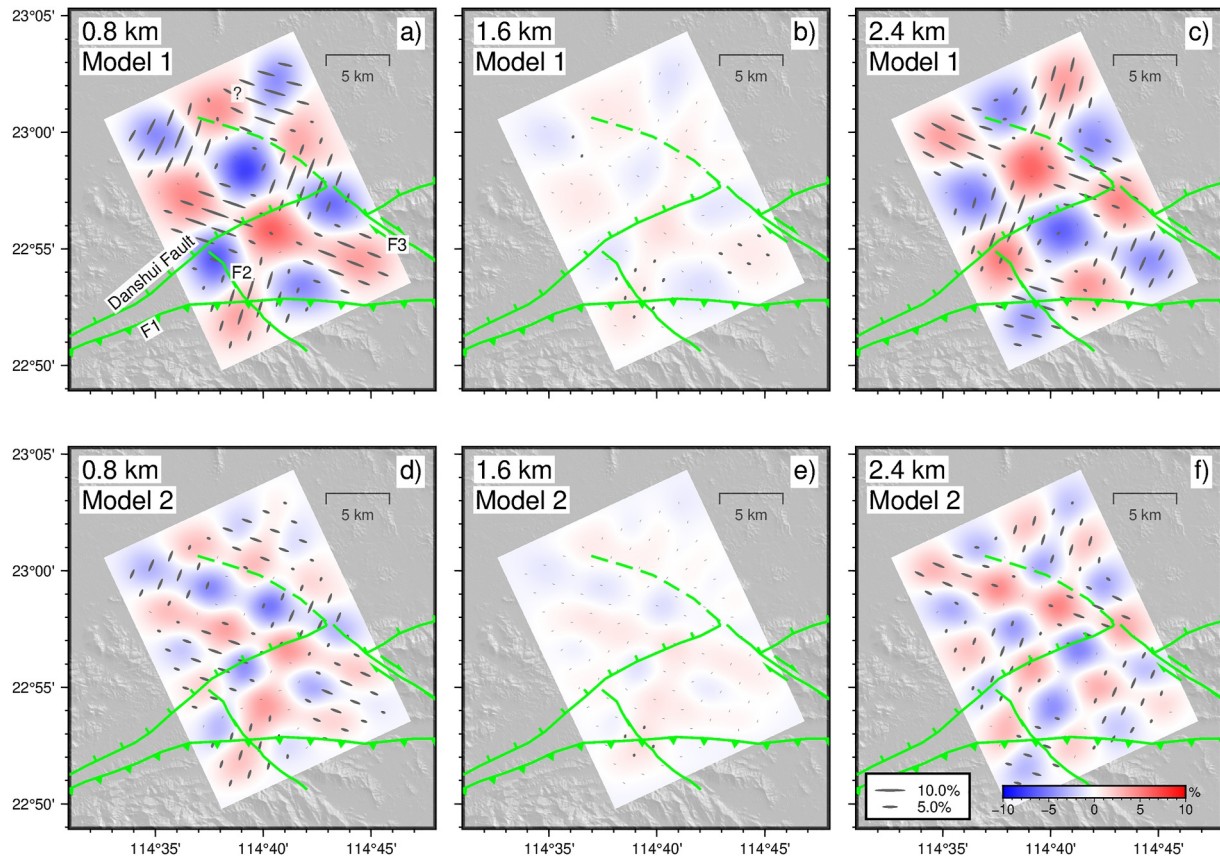 0.8 km
Model 1
a)
5 km
?
Danshui Fault
F1
F2
F3
23°05'
23°00'
22°55'
22°50'
1.6 km
Model 1
b)
5 km
2.4 km
Model 1
c)
5 km
0.8 km
Model 2
d)
5 km
23°05'
23°00'
22°55'
22°50'
114°35'
114°40'
114°45'
1.6 km
Model 2
e)
5 km
114°35'
114°40'
114°45'
2.4 km
Model 2
f)
5 km
10.0%
5.0%
%
-10 -5 0 5 10
114°35'
114°40'
114°45'